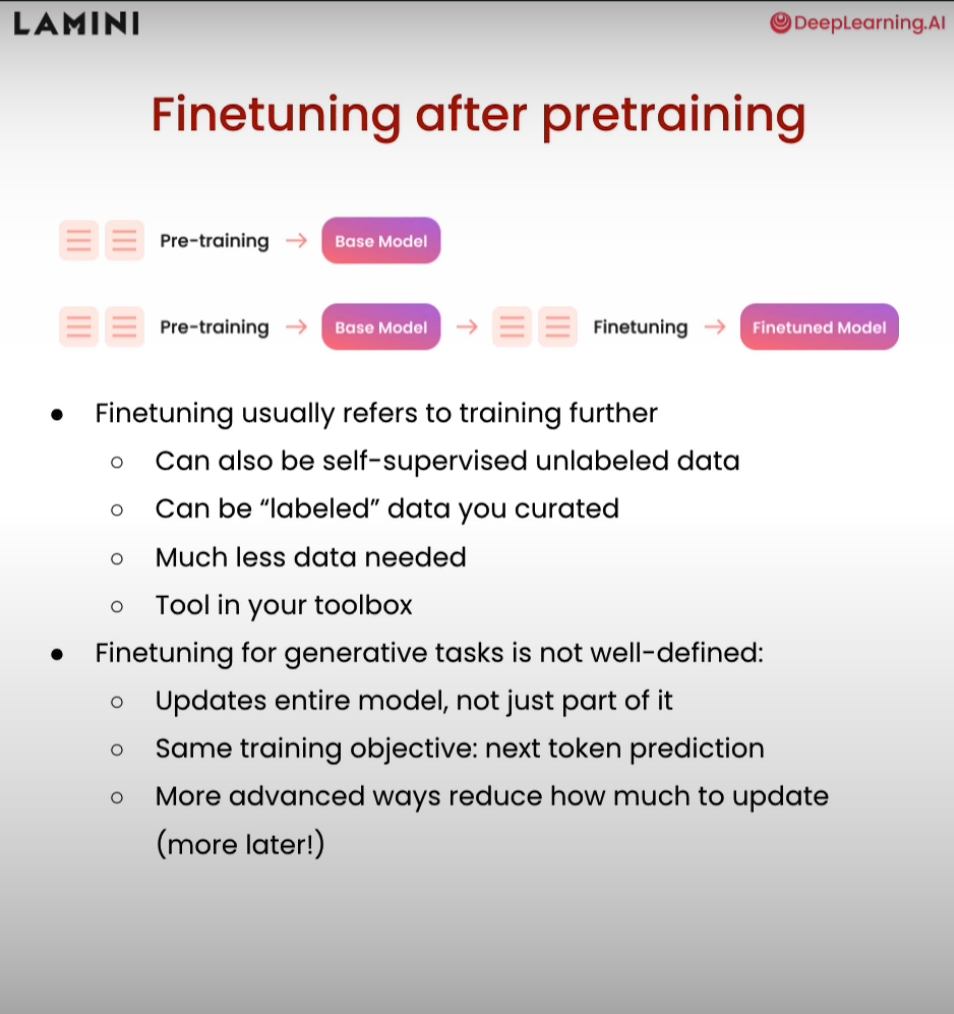 LAMINI
DeepLearning.AI
Finetuning after pretraining
Pre-training → Base Model
Pre-training → Base Model → Finetuning → Finetuned Model
● Finetuning usually refers to training further
○ Can also be self-supervised unlabeled data
○ Can be “labeled” data you curated
○ Much less data needed
○ Tool in your toolbox
● Finetuning for generative tasks is not well-defined:
○ Updates entire model, not just part of it
○ Same training objective: next token prediction
○ More advanced ways reduce how much to update
(more later!)